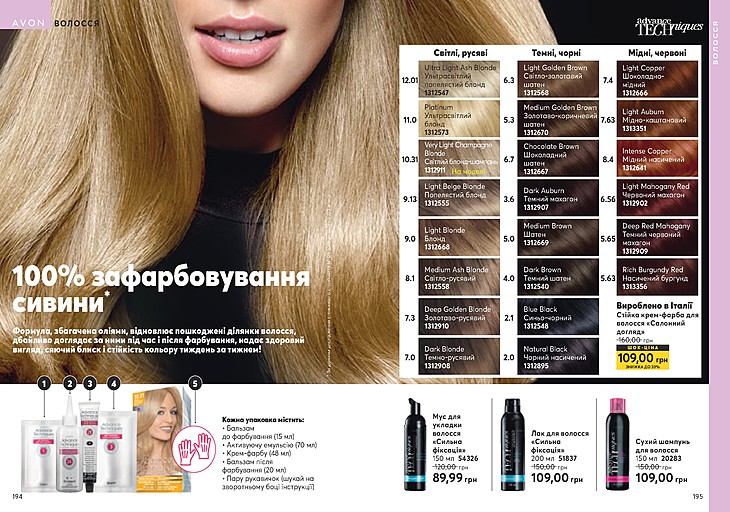 AVON ВОЛОССЯ
advance
TECHniques
ВОЛОССЯ
Світлі, русяві
12.01
Ultra Light Ash Blonde
Ультрасвітлий
попелястий блонд
1312547
11.0
Platinum
Ультрасвітлий
блонд
1312573
10.31
Very Light Champagne
Blonde
Світлий блонд-шампань
1312911 На моделі
9.13
Light Beige Blonde
Попелястий блонд
1312555
9.0
Light Blonde
Блонд
1312668
8.1
Medium Ash Blonde
Світло-русявий
1312558
7.3
Deep Golden Blonde
Золотаво-русявий
1312910
7.0
Dark Blonde
Темно-русявий
1312908
Темні, чорні
6.3
Light Golden Brown
Світло-золотавий
шатен
1312568
5.3
Medium Golden Brown
Золотаво-коричневий
шатен
1312670
6.7
Chocolate Brown
Шоколадний
шатен
1312667
3.6
Dark Auburn
Темний махагон
1312907
5.0
Medium Brown
Шатен
1312669
4.0
Dark Brown
Темний шатен
1312540
2.1
Blue Black
Синьо-чорний
1312548
2.0
Natural Black
Чорний насичений
1312895
Мідні, червоні
7.4
Light Copper
Шоколадно-
мідний
1312666
7.63
Light Auburn
Мідно-каштановий
1313351
8.4
Intense Copper
Мідний насичений
1312641
6.56
Light Mahogany Red
Червоний махагон
1312902
5.65
Deep Red Mahogany
Темний червоний
махагон
1312909
5.63
Rich Burgundy Red
Насичений бургунд
1313356
Вироблено в Італії
Стійка крем-фарба для
волосся «Салонний
догляд»
160,00 грн
ШОК-ЦІНА
109,00 грн
ЗНИЖКА ДО 30%
100% зафарбовування
сивини*
Формула, збагачена оліями, відновлює пошкоджені ділянки волосся,
дбайливо доглядає за ними під час і після фарбування, надає здоровий
вигляд, сяючий блиск і стійкість кольору тиждень за тижнем!
1
2
3
4
5
Кожна упаковка містить:
• Бальзам
до фарбування (15 мл)
• Активуючу емульсію (70 мл)
• Крем-фарбу (48 мл)
• Бальзам після
фарбування (20 мл)
• Пару рукавичок (шукай на
зворотньому боці інструкції)
Мус для
укладки
волосся
«Сильна
фіксація»
150 мл 54326
120,00 грн
89,99 грн
Лак для волосся
«Сильна
фіксація»
200 мл 51837
150,00 грн
109,00 грн
Сухий шампунь
для волосся
150 мл 20283
150,00 грн
109,00 грн
194
195